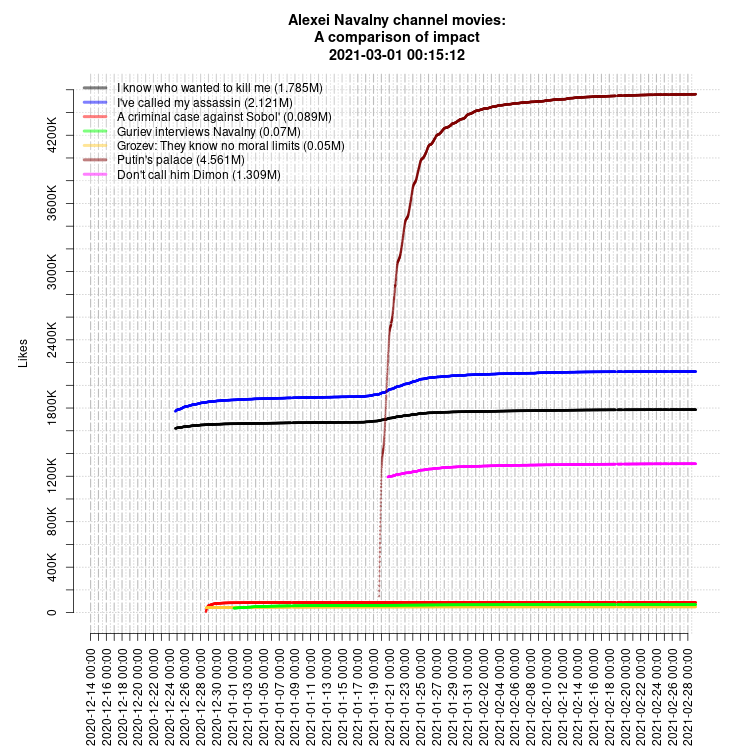 Alexei Navalny channel movies:
A comparison of impact
2021-03-01 00:15:12
I know who wanted to kill me (1.785M)
I've called my assassin (2.121M)
A criminal case against Sobol' (0.089M)
Guriev interviews Navalny (0.07M)
Grozev: They know no moral limits (0.05M)
Putin's palace (4.561M)
Don't call him Dimon (1.309M)
Likes
4200K
3600K
3000K
2400K
1800K
1200K
800K
400K
0
2020-12-14 00:00
2020-12-16 00:00
2020-12-18 00:00
2020-12-20 00:00
2020-12-22 00:00
2020-12-24 00:00
2020-12-26 00:00
2020-12-28 00:00
2020-12-30 00:00
2021-01-01 00:00
2021-01-03 00:00
2021-01-05 00:00
2021-01-07 00:00
2021-01-09 00:00
2021-01-11 00:00
2021-01-13 00:00
2021-01-15 00:00
2021-01-17 00:00
2021-01-19 00:00
2021-01-21 00:00
2021-01-23 00:00
2021-01-25 00:00
2021-01-27 00:00
2021-01-29 00:00
2021-01-31 00:00
2021-02-02 00:00
2021-02-04 00:00
2021-02-06 00:00
2021-02-08 00:00
2021-02-10 00:00
2021-02-12 00:00
2021-02-14 00:00
2021-02-16 00:00
2021-02-18 00:00
2021-02-20 00:00
2021-02-22 00:00
2021-02-24 00:00
2021-02-26 00:00
2021-02-28 00:00